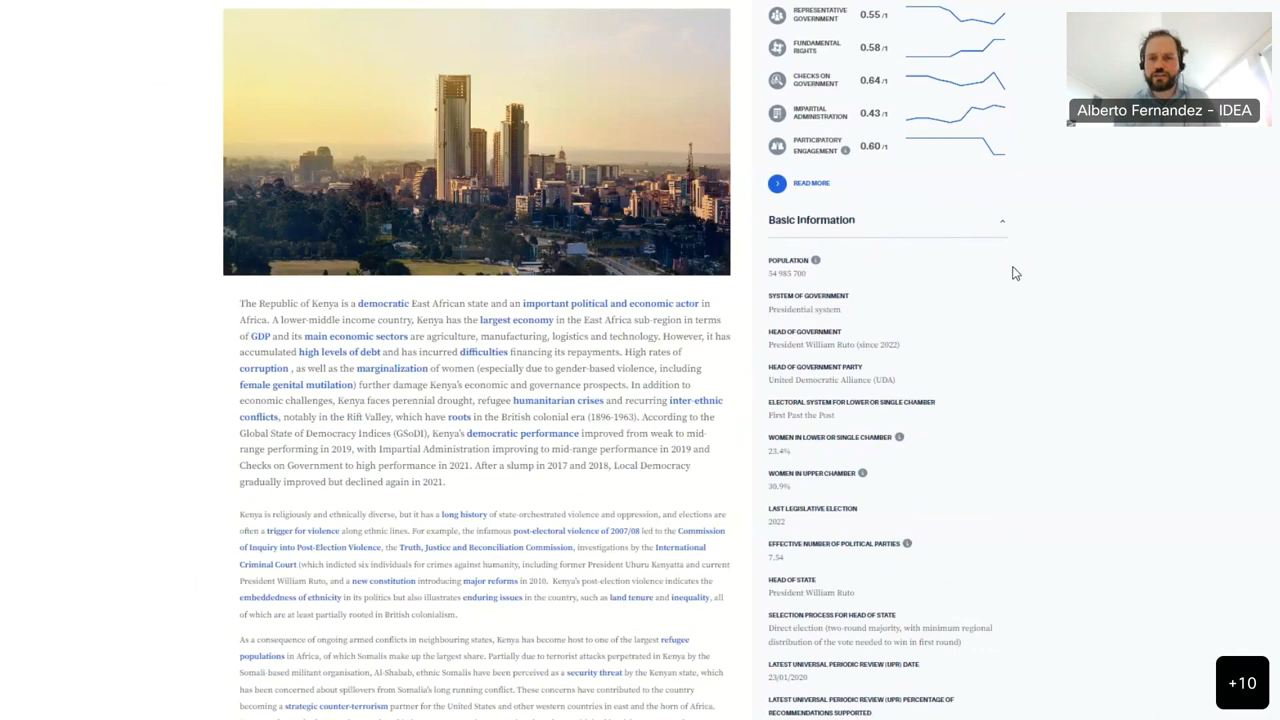 The Republic of Kenya is a democratic East African state and an important political and economic actor in
Africa. A lower-middle income country, Kenya has the largest economy in the East Africa sub-region in terms
of GDP and its main economic sectors are agriculture, manufacturing, logistics and technology. However, it has
accumulated high levels of debt and has incurred difficulties financing its repayments. High rates of
corruption , as well as the marginalization of women (especially due to gender-based violence, including
female genital mutilation) further damage Kenya's economic and governance prospects. In addition to
economic challenges, Kenya faces perennial drought, refugee humanitarian crises and recurring inter-ethnic
conflicts, notably in the Rift Valley, which have roots in the British colonial era (1896-1963). According to the
Global State of Democracy Indices (GSoDI), Kenya's democratic performance improved from weak to mid-
range performing in 2019, with Impartial Administration improving to mid-range performance in 2019 and
Checks on Government to high performance in 2021. After a slump in 2017 and 2018, Local Democracy
gradually improved but declined again in 2021.
Kenya is religiously and ethnically diverse, but it has a long history of state-orchestrated violence and oppression, and elections are
often a trigger for violence along ethnic lines. For example, the infamous post-electoral violence of 2007/08 led to the Commission
of Inquiry into Post-Election Violence, the Truth, Justice and Reconciliation Commission, investigations by the International
Criminal Court (which indicted six individuals for crimes against humanity, including former President Uhuru Kenyatta and current
President William Ruto, and a new constitution introducing major reforms in 2010. Kenya's post-election violence indicates the
embeddedness of ethnicity in its politics but also illustrates enduring issues in the country, such as land tenure and inequality, all
of which are at least partially rooted in British colonialism.
As a consequence of ongoing armed conflicts in neighbouring states, Kenya has become host to one of the largest refugee
populations in Africa, of which Somalis make up the largest share. Partially due to terrorist attacks perpetrated in Kenya by the
Somali-based militant organisation, Al-Shabab, ethnic Somalis have been perceived as a security threat by the Kenyan state, which
has been concerned about spillovers from Somalia's long running conflict. These concerns have contributed to the country
becoming a strategic counter-terrorism partner for the United States and other western countries in east and the horn of Africa.
REPRESENTATIVE
GOVERNMENT
0.55 /1
FUNDAMENTAL
RIGHTS
0.58 /1
CHECKS ON
GOVERNMENT
0.64 /1
IMPARTIAL
ADMINISTRATION
0.43 /1
PARTICIPATORY
ENGAGEMENT
0.60 /1
READ MORE
Basic Information
POPULATION
54 985 700
SYSTEM OF GOVERNMENT
Presidential system
HEAD OF GOVERNMENT
President William Ruto (since 2022)
HEAD OF GOVERNMENT PARTY
United Democratic Alliance (UDA)
ELECTORAL SYSTEM FOR LOWER OR SINGLE CHAMBER
First Past the Post
WOMEN IN LOWER OR SINGLE CHAMBER
23.4%
WOMEN IN UPPER CHAMBER
30.9%
LAST LEGISLATIVE ELECTION
2022
EFFECTIVE NUMBER OF POLITICAL PARTIES
7.54
HEAD OF STATE
President William Ruto
SELECTION PROCESS FOR HEAD OF STATE
Direct election (two-round majority, with minimum regional
distribution of the vote needed to win in first round)
LATEST UNIVERSAL PERIODIC REVIEW (UPR) DATE
23/01/2020
LATEST UNIVERSAL PERIODIC REVIEW (UPR) PERCENTAGE OF
RECOMMENDATIONS SUPPORTED
Alberto Fernandez - IDEA
+10